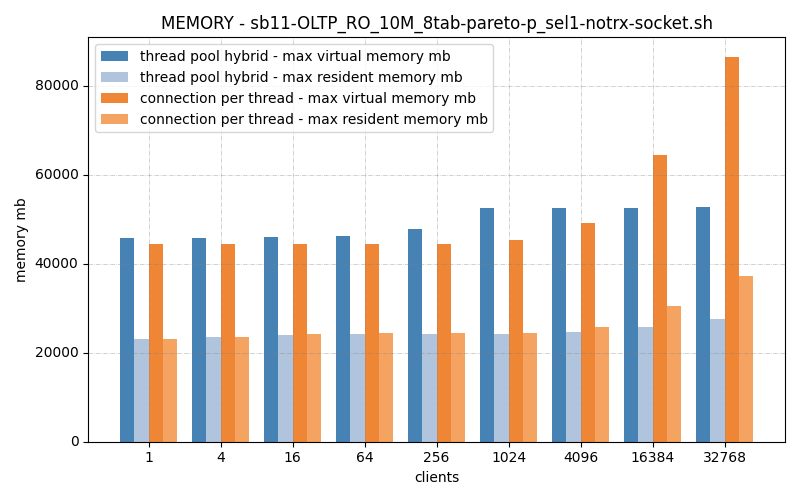 MEMORY - sb11-OLTP_RO_10M_8tab-pareto-p_sel1-notrx-socket.sh
thread pool hybrid - max virtual memory mb
thread pool hybrid - max resident memory mb
connection per thread - max virtual memory mb
connection per thread - max resident memory mb
memory mb
80000
60000
40000
20000
0
1 4 16 64 256 1024 4096 16384 32768
clients